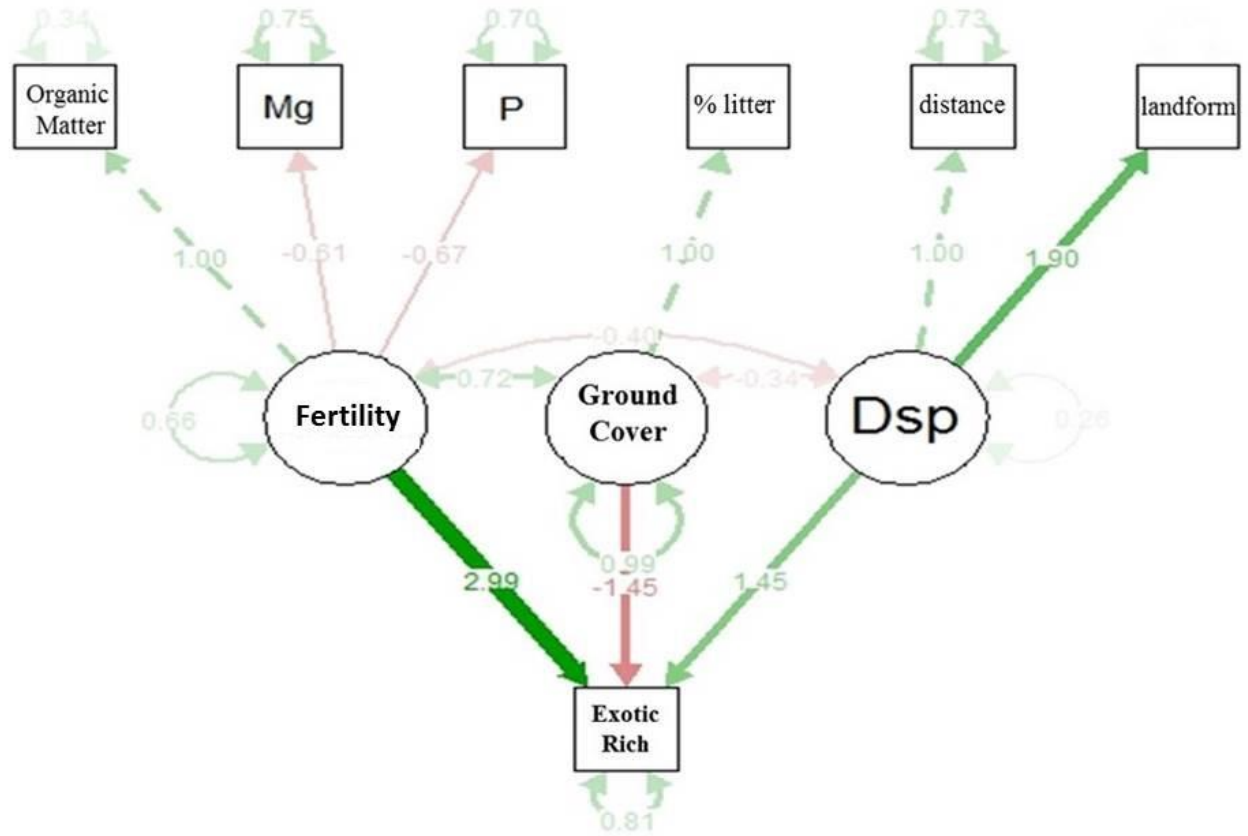 0.34 0.75 0.70 0.73
Organic
Matter
Mg
P
% litter
distance
landform
1.00 -0.61 -0.67 1.00 1.00 1.90
-0.40
0.72 -0.34
0.66
Fertility
Ground
Cover
Dsp
0.26
0.99
2.99 -1.45 1.45
Exotic
Rich
0.81